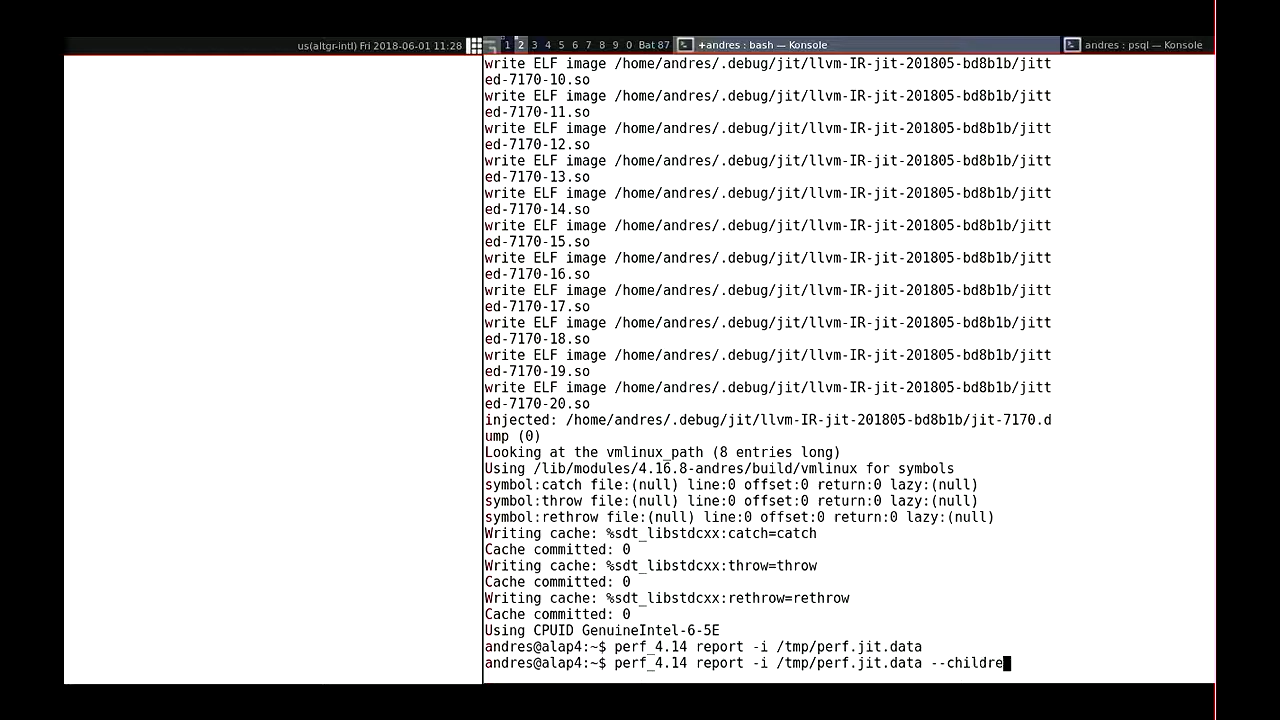 us(altgr-intl) Fri 2018-06-01 11:28 1 2 3 4 5 6 7 8 9 0 Bat 87 +andres : bash — Konsole andres : psql — Konsole
write ELF image /home/andres/.debug/jit/llvm-IR-jit-201805-bd8b1b/jitt
ed-7170-10.so
write ELF image /home/andres/.debug/jit/llvm-IR-jit-201805-bd8b1b/jitt
ed-7170-11.so
write ELF image /home/andres/.debug/jit/llvm-IR-jit-201805-bd8b1b/jitt
ed-7170-12.so
write ELF image /home/andres/.debug/jit/llvm-IR-jit-201805-bd8b1b/jitt
ed-7170-13.so
write ELF image /home/andres/.debug/jit/llvm-IR-jit-201805-bd8b1b/jitt
ed-7170-14.so
write ELF image /home/andres/.debug/jit/llvm-IR-jit-201805-bd8b1b/jitt
ed-7170-15.so
write ELF image /home/andres/.debug/jit/llvm-IR-jit-201805-bd8b1b/jitt
ed-7170-16.so
write ELF image /home/andres/.debug/jit/llvm-IR-jit-201805-bd8b1b/jitt
ed-7170-17.so
write ELF image /home/andres/.debug/jit/llvm-IR-jit-201805-bd8b1b/jitt
ed-7170-18.so
write ELF image /home/andres/.debug/jit/llvm-IR-jit-201805-bd8b1b/jitt
ed-7170-19.so
write ELF image /home/andres/.debug/jit/llvm-IR-jit-201805-bd8b1b/jitt
ed-7170-20.so
injected: /home/andres/.debug/jit/llvm-IR-jit-201805-bd8b1b/jit-7170.d
ump (0)
Looking at the vmlinux_path (8 entries long)
Using /lib/modules/4.16.8-andres/build/vmlinux for symbols
symbol:catch file:(null) line:0 offset:0 return:0 lazy:(null)
symbol:throw file:(null) line:0 offset:0 return:0 lazy:(null)
symbol:rethrow file:(null) line:0 offset:0 return:0 lazy:(null)
Writing cache: %sdt_libstdcxx:catch=catch
Cache committed: 0
Writing cache: %sdt_libstdcxx:throw=throw
Cache committed: 0
Writing cache: %sdt_libstdcxx:rethrow=rethrow
Cache committed: 0
Using CPUID GenuineIntel-6-5E
andres@alap4:~$ perf_4.14 report -i /tmp/perf.jit.data
andres@alap4:~$ perf_4.14 report -i /tmp/perf.jit.data --childre